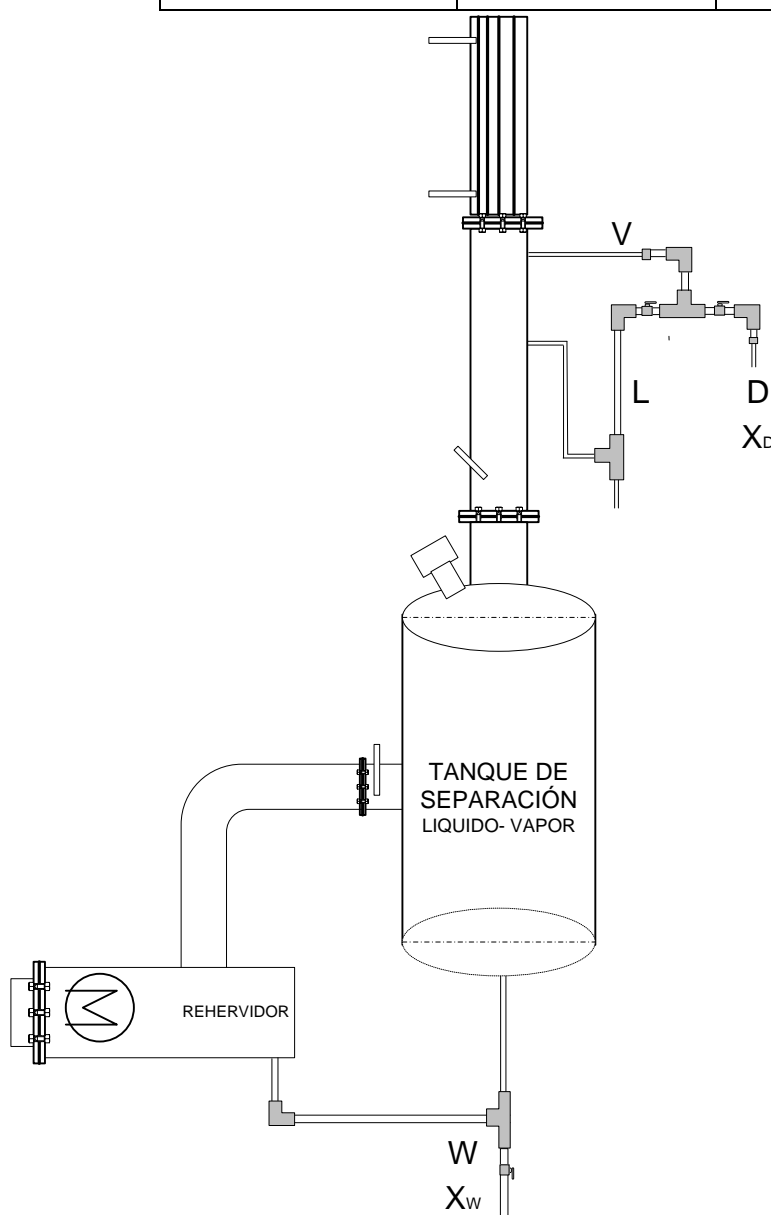 V
L
D
XD
TANQUE DE
SEPARACIÓN
LIQUIDO- VAPOR
REHERVIDOR
W
XW